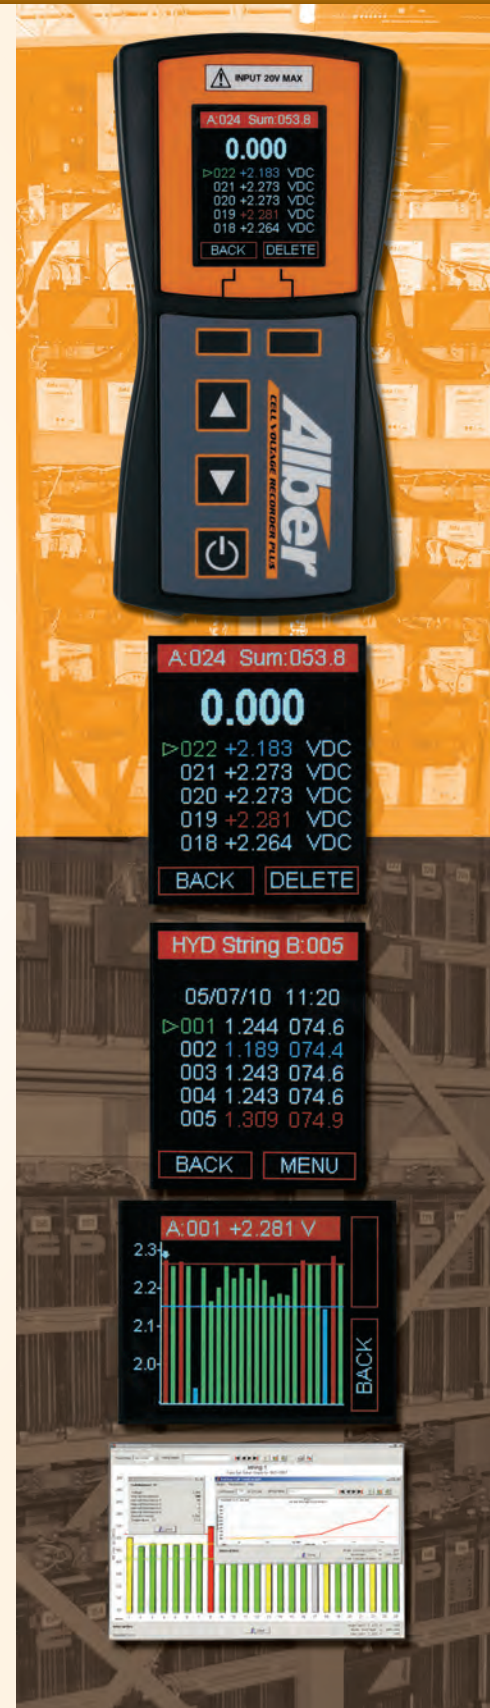 INPUT 20V MAX
A:024 Sum:053.8
0.000
▷022 +2.183 VDC
021 +2.273 VDC
020 +2.273 VDC
019 +2.281 VDC
018 +2.264 VDC
BACK DELETE
Alber
CELL VOLTAGE RECORDER PLUS
A:024 Sum:053.8
0.000
▷022 +2.183 VDC
021 +2.273 VDC
020 +2.273 VDC
019 +2.281 VDC
018 +2.264 VDC
BACK DELETE
HYD String B:005
05/07/10 11:20
▷001 1.244 074.6
002 1.189 074.4
003 1.243 074.6
004 1.243 074.6
005 1.309 074.9
BACK MENU
A:001 +2.281 V
2.3
2.2
2.1
2.0
BACK